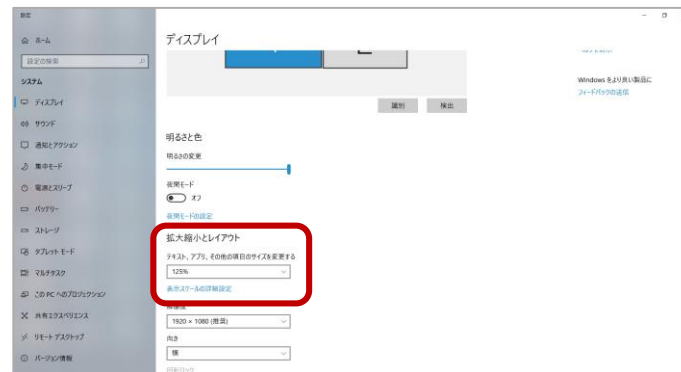 設定
ホーム
設定の検索
システム
ディスプレイ
サウンド
通知とアクション
集中モード
電源とスリープ
バッテリー
ストレージ
タブレット モード
マルチタスク
この PC へのプロジェクション
共有エクスペリエンス
リモート デスクトップ
バージョン情報
ディスプレイ
識別
検出
明るさと色
明るさの変更
夜間モード
オフ
夜間モードの設定
拡大縮小とレイアウト
テキスト、アプリ、その他の項目のサイズを変更する
125%
表示スケールの詳細設定
1920 × 1080 (推奨)
向き
横
Windows をより良い製品に
フィードバックの送信